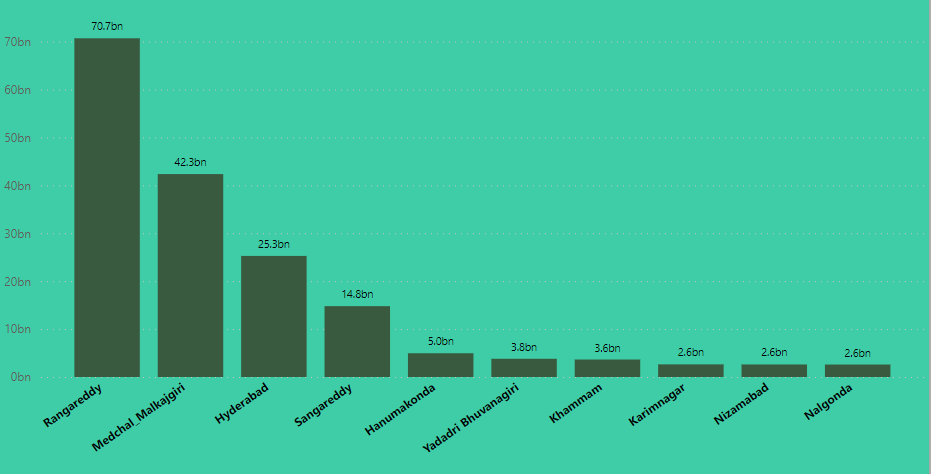 70.7bn
70bn
60bn
50bn
42.3bn
40bn
30bn
25.3bn
20bn
14.8bn
10bn
5.0bn
3.8bn
3.6bn
2.6bn
2.6bn
2.6bn
0bn
Rangareddy
Medchal_Malkajgiri
Hyderabad
Sangareddy
Hanumakonda
Yadadri Bhuvanagiri
Khammam
Karimnagar
Nizamabad
Nalgonda